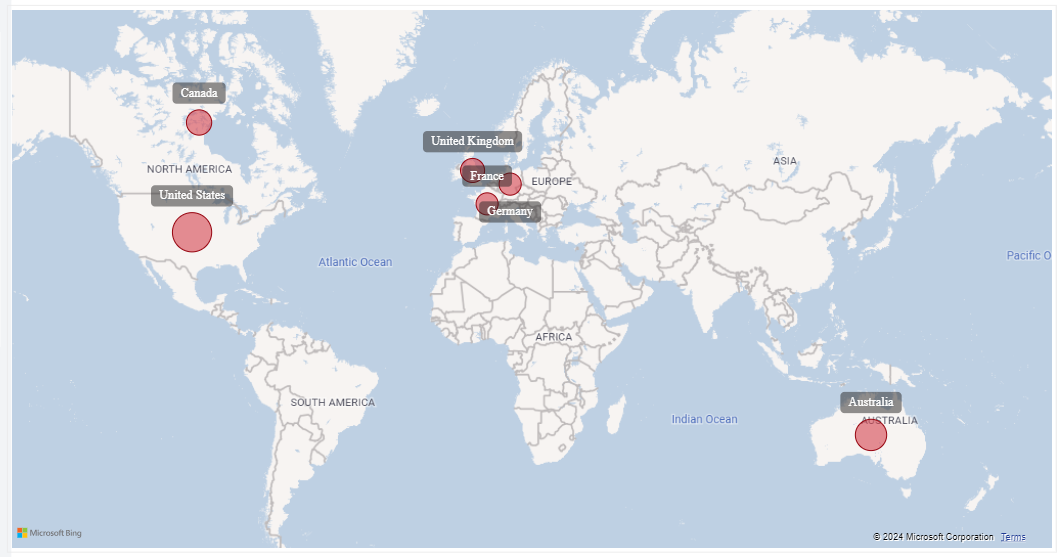 Canada
United Kingdom
NORTH AMERICA
ASIA
France
EUROPE
United States
Germany
Atlantic Ocean
Pacific O
AFRICA
SOUTH AMERICA
Australia
Indian Ocean
AUSTRALIA
Microsoft Bing
© 2024 Microsoft Corporation Terms